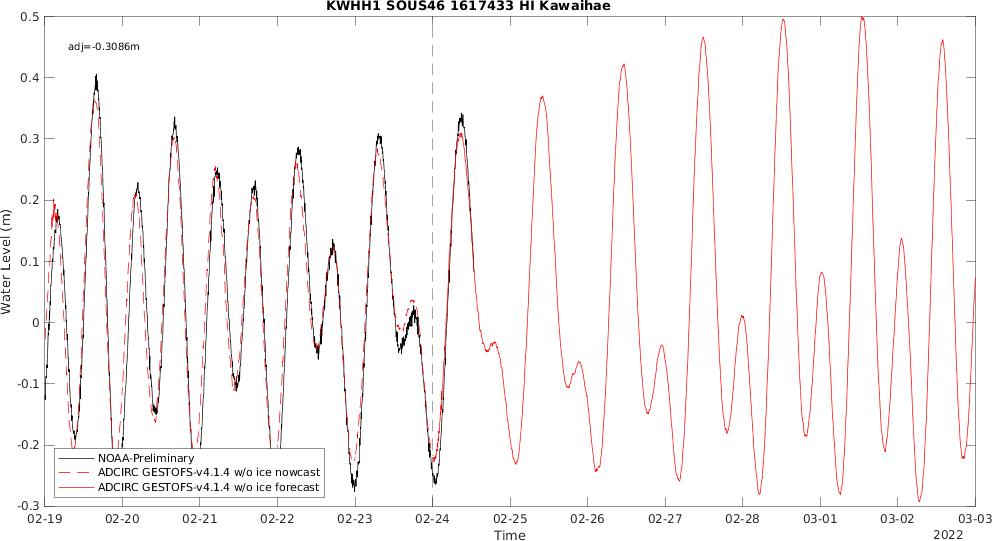 KWHH1 SOUS46 1617433 HI Kawaihae
adj=-0.3086m
0.5
0.4
0.3
0.2
0.1
0
-0.1
-0.2
-0.3
Water Level (m)
NOAA-Preliminary
ADCIRC GESTOFS-v4.1.4 w/o ice nowcast
ADCIRC GESTOFS-v4.1.4 w/o ice forecast
02-19 02-20 02-21 02-22 02-23 02-24 02-25 02-26 02-27 02-28 03-01 03-02 03-03
Time
2022